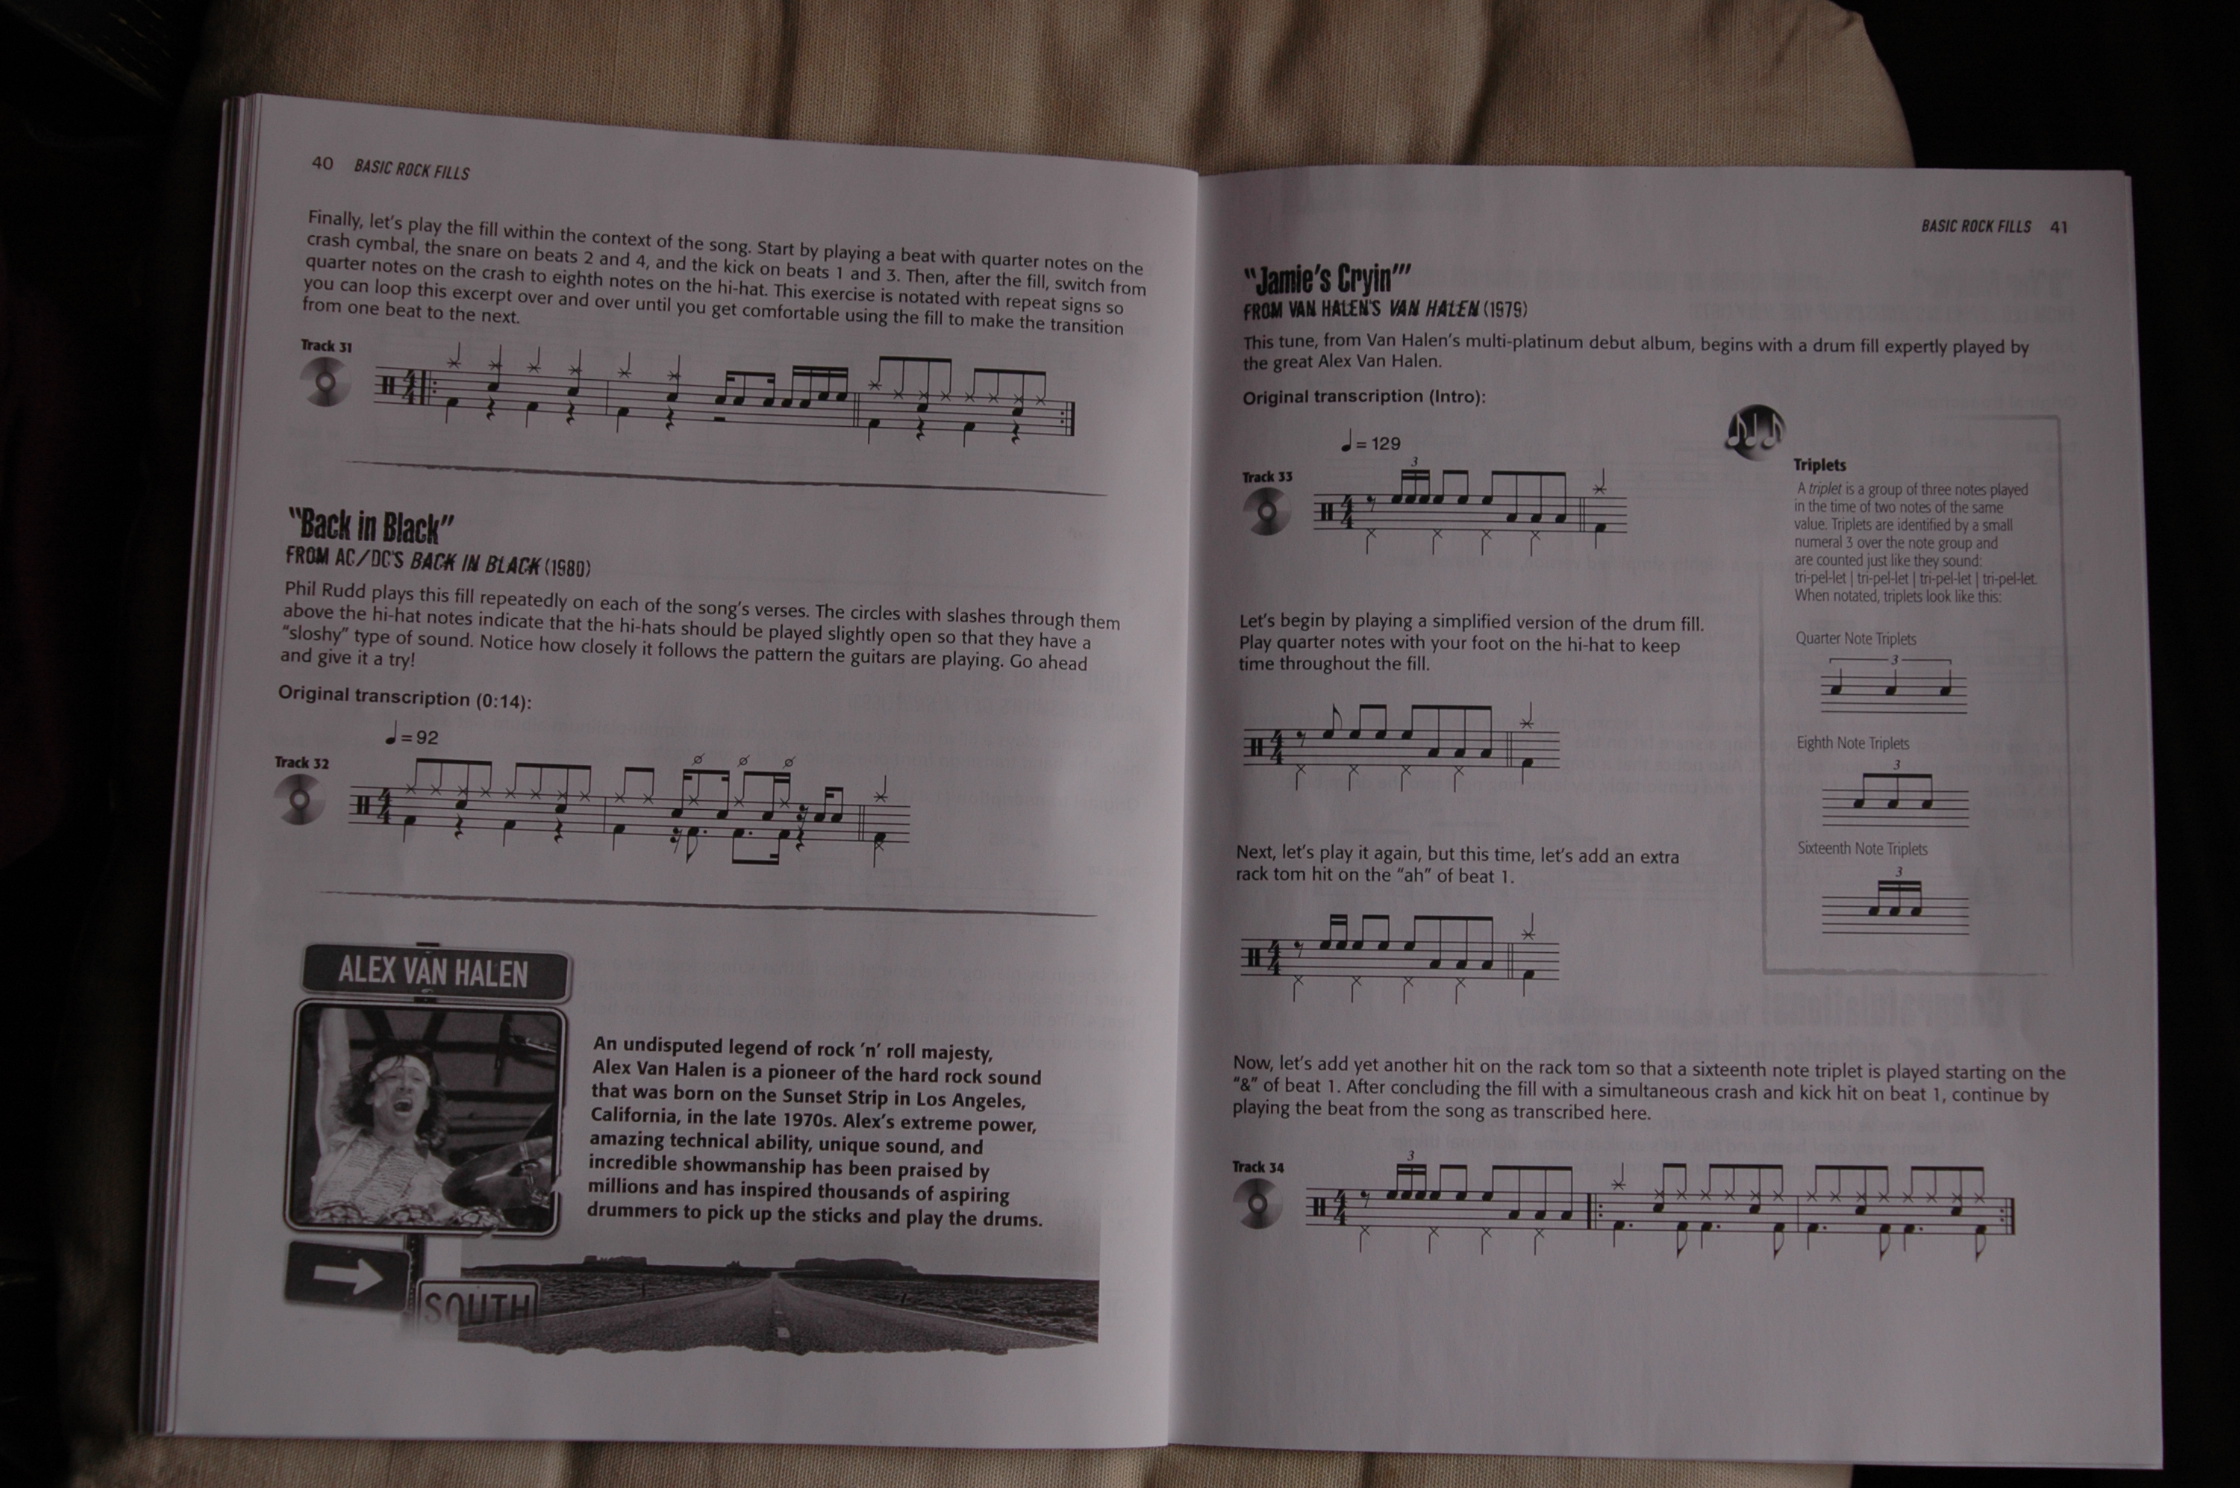 40 BASIC ROCK FILLS
Finally, let's play the fill within the context of the song. Start by playing a beat with quarter notes on the
crash cymbal, the snare on beats 2 and 4, and the kick on beats 1 and 3. Then, after the fill, switch from
quarter notes on the crash to eighth notes on the hi-hat. This exercise is notated with repeat signs so
you can loop this excerpt over and over until you get comfortable using the fill to make the transition
from one beat to the next.
Track 31
4/4
"Back in Black"
FROM AC/DC'S BACK IN BLACK (1980)
Phil Rudd plays this fill repeatedly on each of the song's verses. The circles with slashes through them
above the hi-hat notes indicate that the hi-hats should be played slightly open so that they have a
"sloshy" type of sound. Notice how closely it follows the pattern the guitars are playing. Go ahead
and give it a try!
Original transcription (0:14):
♩= 92
Track 32
4/4
ALEX VAN HALEN
An undisputed legend of rock 'n' roll majesty,
Alex Van Halen is a pioneer of the hard rock sound
that was born on the Sunset Strip in Los Angeles,
California, in the late 1970s. Alex's extreme power,
amazing technical ability, unique sound, and
incredible showmanship has been praised by
millions and has inspired thousands of aspiring
drummers to pick up the sticks and play the drums.
SOUTH
BASIC ROCK FILLS 41
"Jamie's Cryin'"
FROM VAN HALEN'S VAN HALEN (1979)
This tune, from Van Halen's multi-platinum debut album, begins with a drum fill expertly played by
the great Alex Van Halen.
Original transcription (Intro):
♩= 129
Track 33
3
4/4
Let's begin by playing a simplified version of the drum fill.
Play quarter notes with your foot on the hi-hat to keep
time throughout the fill.
4/4
Next, let's play it again, but this time, let's add an extra
rack tom hit on the "ah" of beat 1.
4/4
Triplets
A triplet is a group of three notes played
in the time of two notes of the same
value. Triplets are identified by a small
numeral 3 over the note group and
are counted just like they sound:
tri-pel-let | tri-pel-let | tri-pel-let | tri-pel-let.
When notated, triplets look like this:
Quarter Note Triplets
3
Eighth Note Triplets
3
Sixteenth Note Triplets
3
Now, let's add yet another hit on the rack tom so that a sixteenth note triplet is played starting on the
"&" of beat 1. After concluding the fill with a simultaneous crash and kick hit on beat 1, continue by
playing the beat from the song as transcribed here.
Track 34
3
4/4